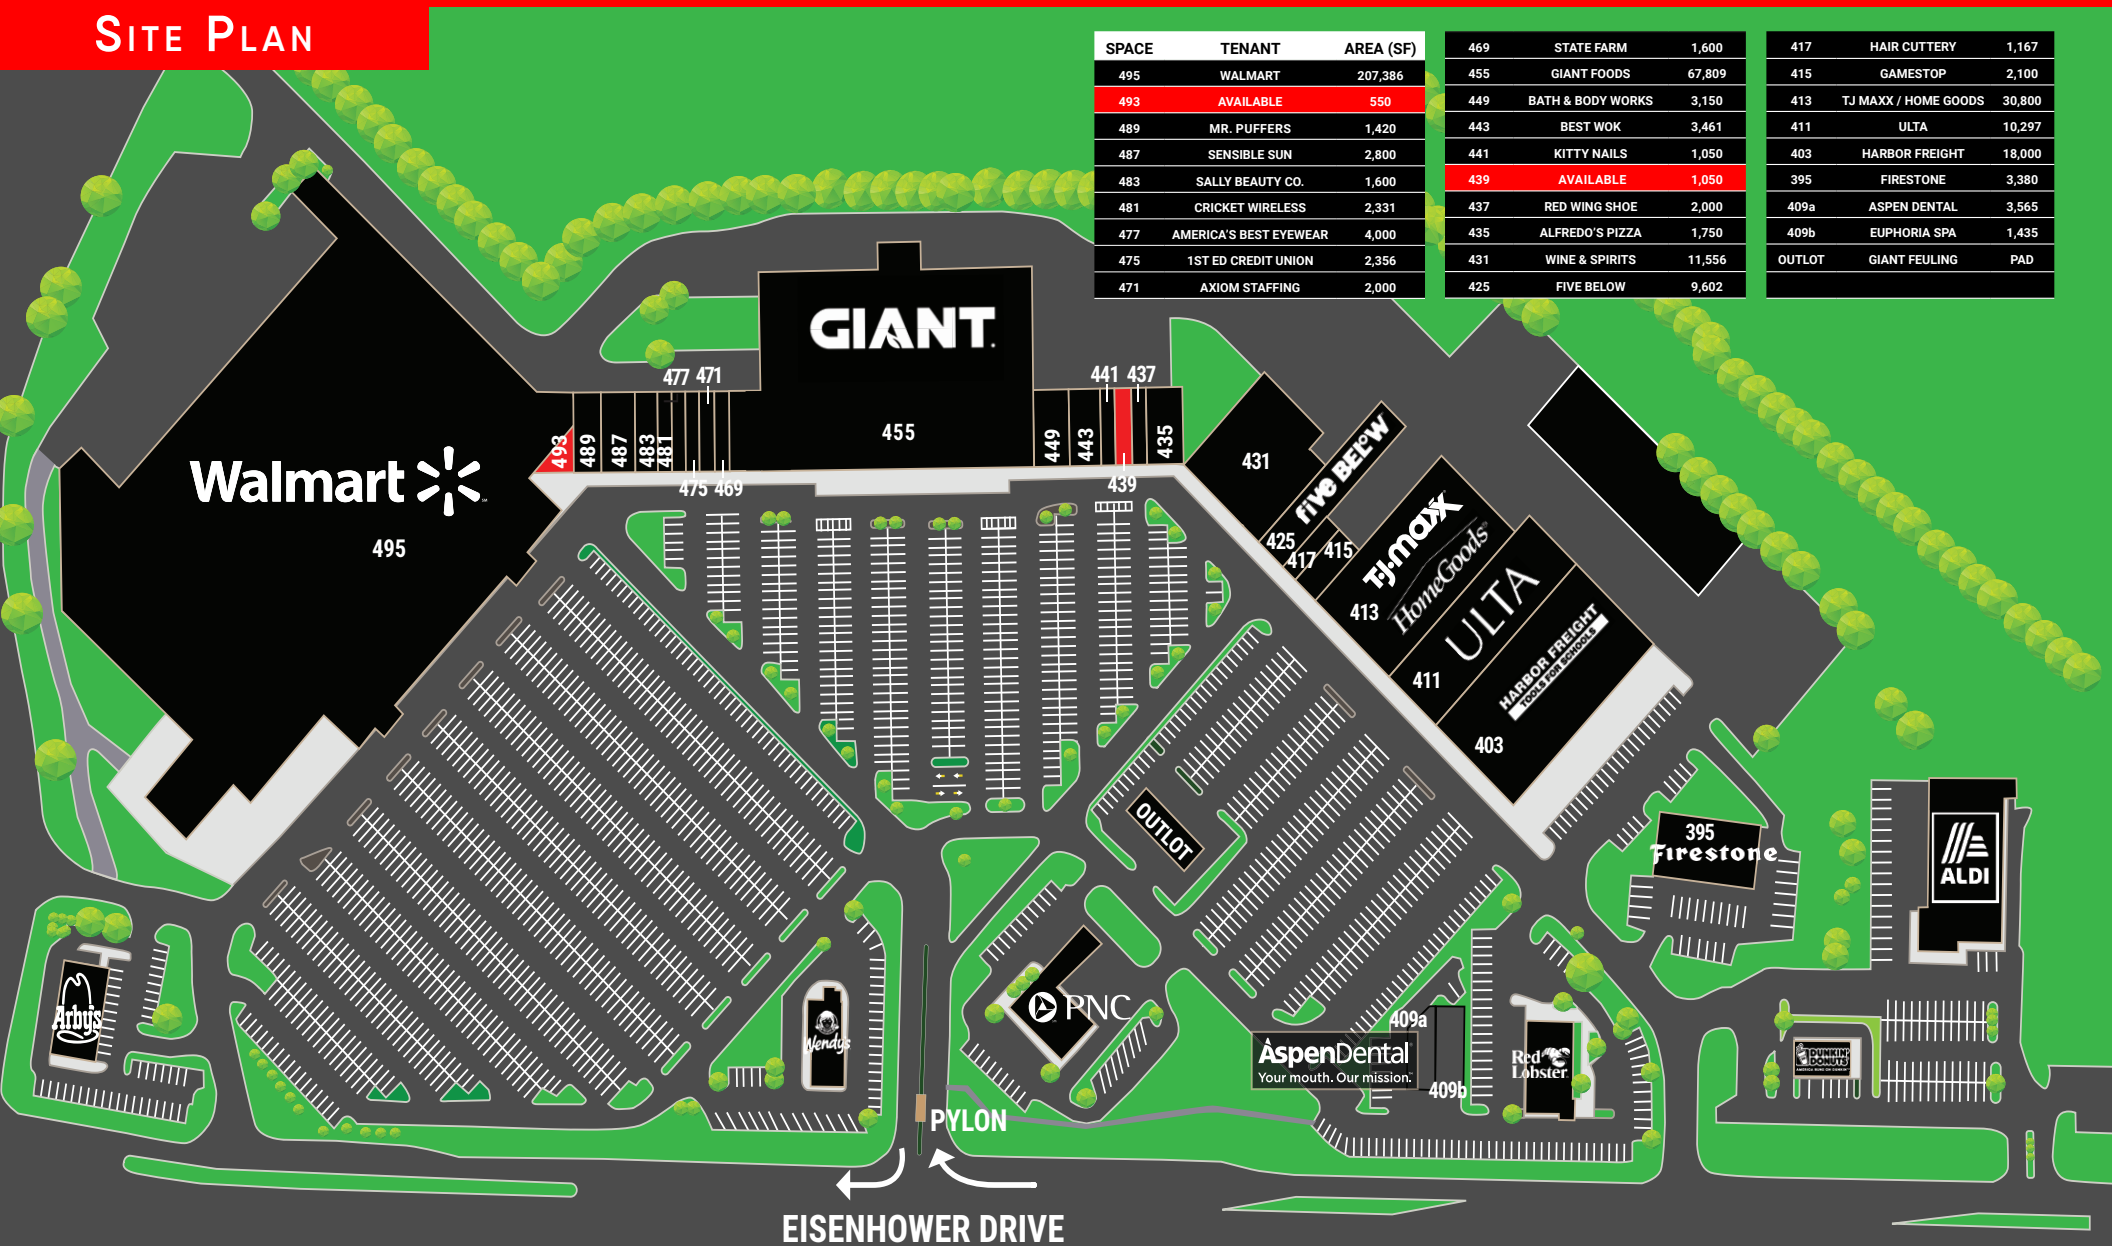 SITE PLAN
SPACE TENANT AREA (SF)
495 WALMART 207,386
493 AVAILABLE 550
489 MR. PUFFERS 1,420
487 SENSIBLE SUN 2,800
483 SALLY BEAUTY CO. 1,600
481 CRICKET WIRELESS 2,331
477 AMERICA'S BEST EYEWEAR 4,000
475 1ST ED CREDIT UNION 2,356
471 AXIOM STAFFING 2,000
469 STATE FARM 1,600
455 GIANT FOODS 67,809
449 BATH & BODY WORKS 3,150
443 BEST WOK 3,461
441 KITTY NAILS 1,050
439 AVAILABLE 1,050
437 RED WING SHOE 2,000
435 ALFREDO'S PIZZA 1,750
431 WINE & SPIRITS 11,556
425 FIVE BELOW 9,602
417 HAIR CUTTERY 1,167
415 GAMESTOP 2,100
413 TJ MAXX / HOME GOODS 30,800
411 ULTA 10,297
403 HARBOR FREIGHT 18,000
395 FIRESTONE 3,380
409a ASPEN DENTAL 3,565
409b EUPHORIA SPA 1,435
OUTLOT GIANT FEULING PAD
GIANT.
477 471
441 437
455
493
489
487
483
481
449
443
435
475 469
439
Walmart
495
431
five BELOW
425
417
415
T·J·maxx
HomeGoods
413
ULTA
411
HARBOR FREIGHT
TOOLS FOR SCHOOLS
403
OUTLOT
395
Firestone
ALDI
Arby's
Wendy's
PNC
409a
AspenDental
Your mouth. Our mission.
409b
Red
Lobster
DUNKIN'
DONUTS
AMERICA RUNS ON DUNKIN'
PYLON
EISENHOWER DRIVE